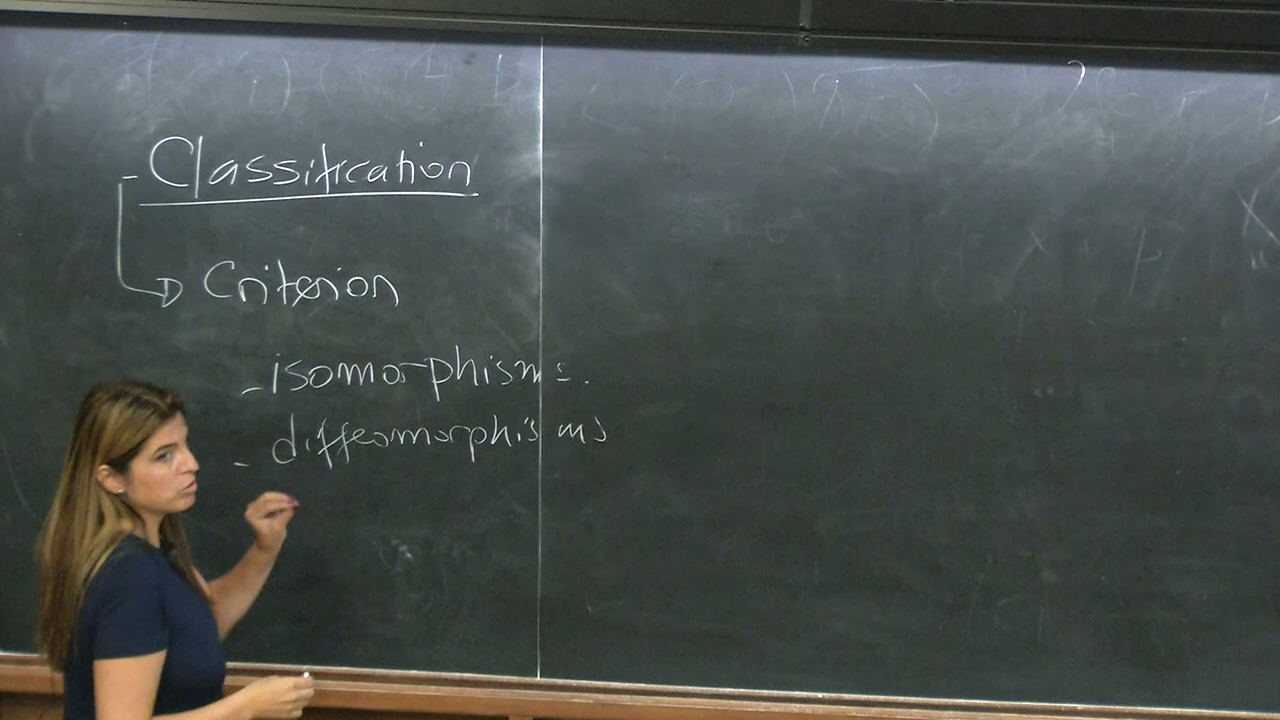 - Classification
Criterion
- isomorphisms.
- diffeomorphisms